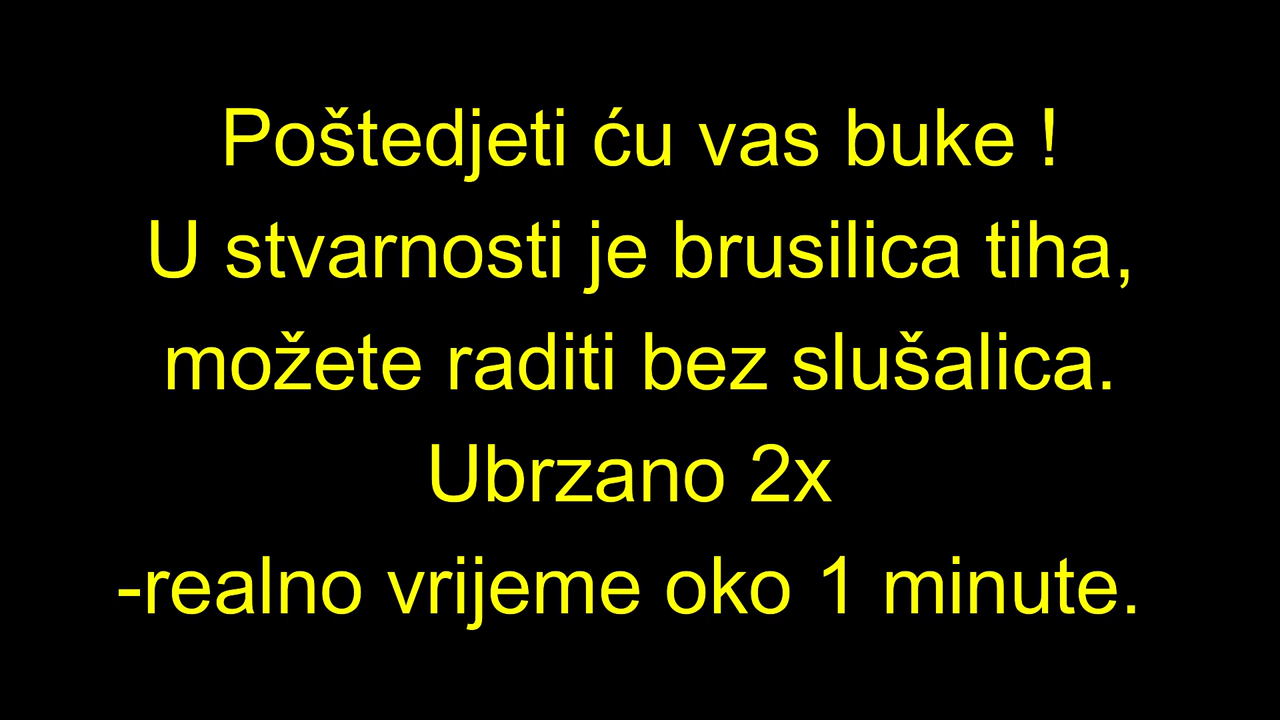 Poštedjeti ću vas buke !
U stvarnosti je brusilica tiha,
možete raditi bez slušalica.
Ubrzano 2x
-realno vrijeme oko 1 minute.